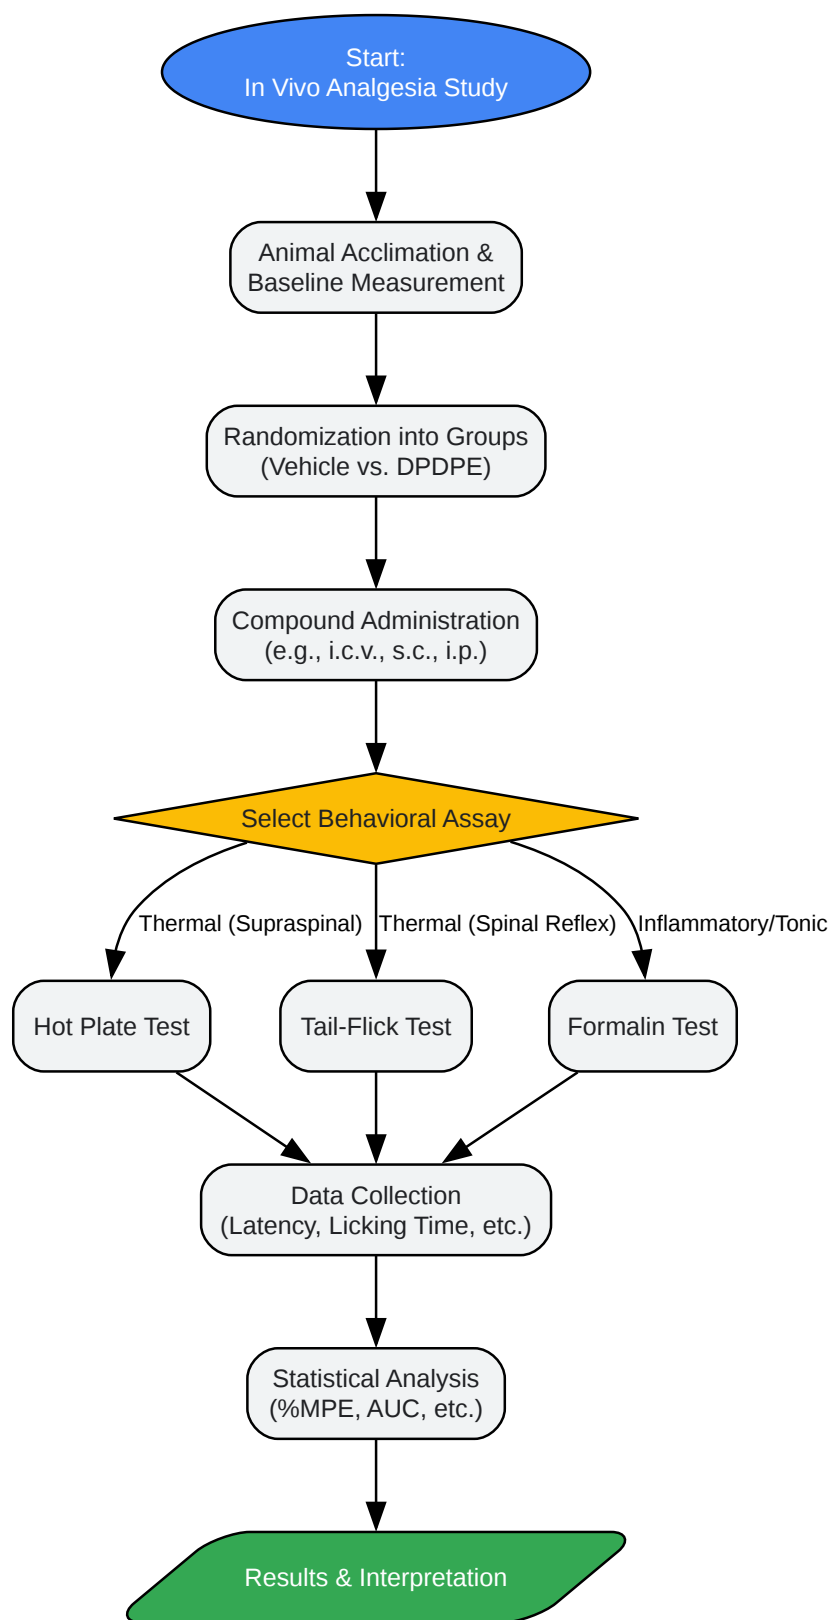 Start:
In Vivo Analgesia Study
Animal Acclimation &
Baseline Measurement
Randomization into Groups
(Vehicle vs. DPDPE)
Compound Administration
(e.g., i.c.v., s.c., i.p.)
Select Behavioral Assay
Thermal (Supraspinal)
Thermal (Spinal Reflex)
Inflammatory/Tonic
Hot Plate Test
Tail-Flick Test
Formalin Test
Data Collection
(Latency, Licking Time, etc.)
Statistical Analysis
(%MPE, AUC, etc.)
Results & Interpretation